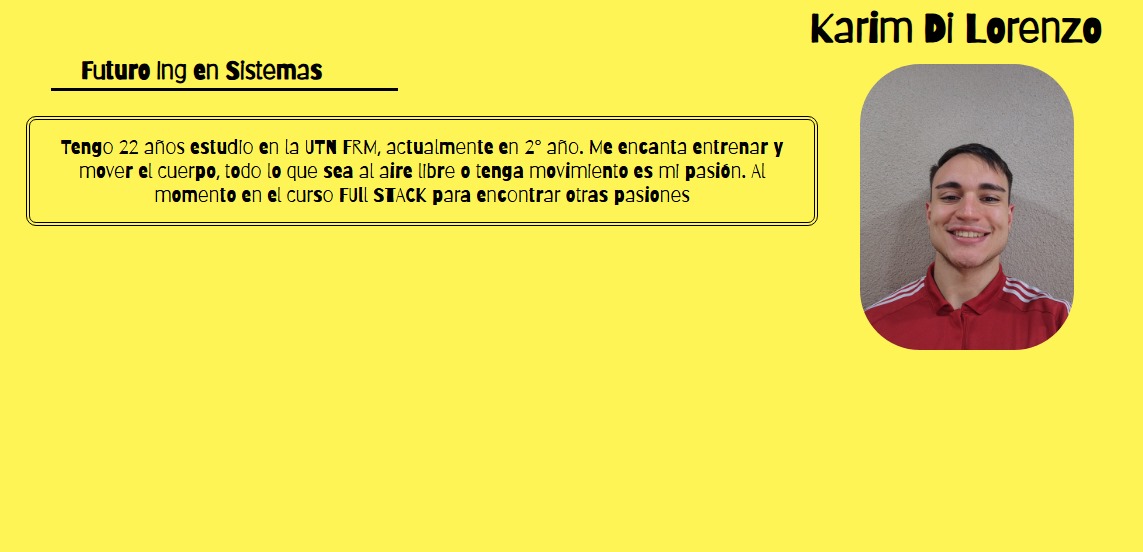 Karim Di Lorenzo
Futuro Ing en Sistemas
Tengo 22 años estudio en la UTN FRM, actualmente en 2° año. Me encanta entrenar y
mover el cuerpo, todo lo que sea al aire libre o tenga movimiento es mi pasión. Al
momento en el curso FUll STACK para encontrar otras pasiones